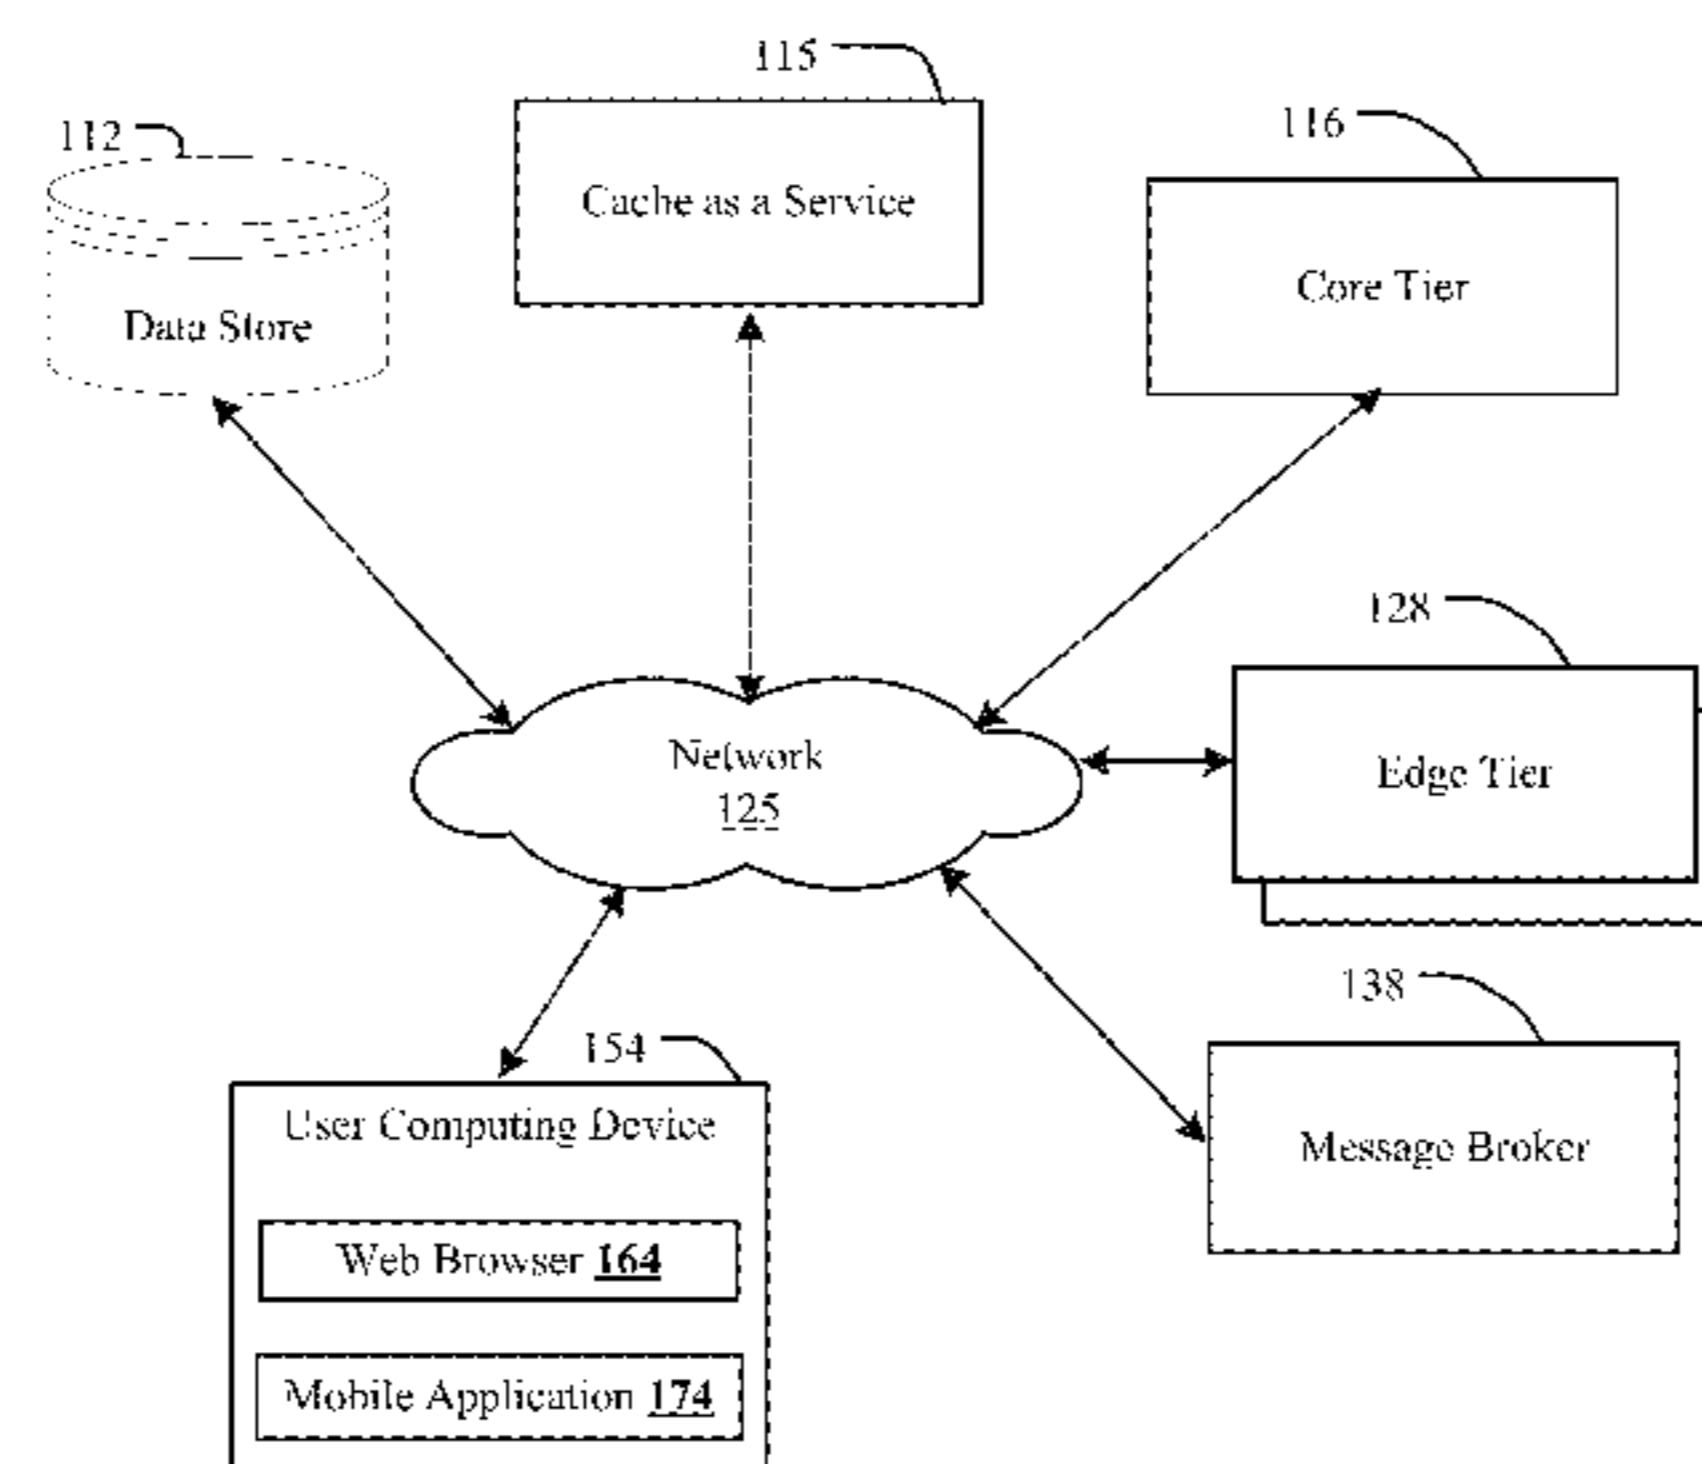 115
112
116
Cache as a Service
Core Tier
Data Store
128
Network
125
Edge Tier
138
154
User Computing Device
Message Broker
Web Browser 164
Mobile Application 174